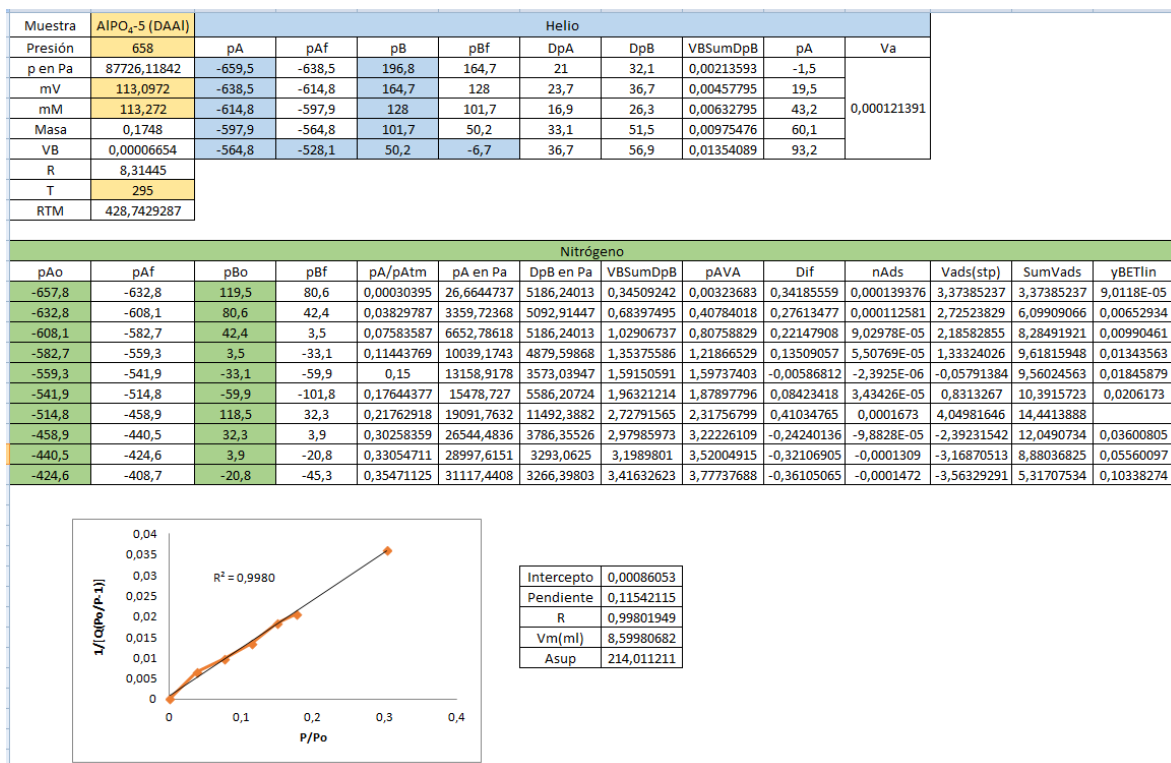 Muestra AlPO₄-5 (DAAl) Helio
Presión 658 pA pAf pB pBf DpA DpB VBSumDpB pA Va
p en Pa 87726,11842 -659,5 -638,5 196,8 164,7 21 32,1 0,00213593 -1,5 0,000121391
mV 113,0972 -638,5 -614,8 164,7 128 23,7 36,7 0,00457795 19,5
mM 113,272 -614,8 -597,9 128 101,7 16,9 26,3 0,00632795 43,2
Masa 0,1748 -597,9 -564,8 101,7 50,2 33,1 51,5 0,00975476 60,1
VB 0,00006654 -564,8 -528,1 50,2 -6,7 36,7 56,9 0,01354089 93,2
R 8,31445
T 295
RTM 428,7429287
Nitrógeno
pAo pAf pBo pBf pA/pAtm pA en Pa DpB en Pa VBSumDpB pAVA Dif nAds Vads(stp) SumVads yBETlin
-657,8 -632,8 119,5 80,6 0,00030395 26,6644737 5186,24013 0,34509242 0,00323683 0,34185559 0,000139376 3,37385237 3,37385237 9,0118E-05
-632,8 -608,1 80,6 42,4 0,03829787 3359,72368 5092,91447 0,68397495 0,40784018 0,27613477 0,000112581 2,72523829 6,09909066 0,00652934
-608,1 -582,7 42,4 3,5 0,07583587 6652,78618 5186,24013 1,02906737 0,80758829 0,22147908 9,02978E-05 2,18582855 8,28491921 0,00990461
-582,7 -559,3 3,5 -33,1 0,11443769 10039,1743 4879,59868 1,35375586 1,21866529 0,13509057 5,50769E-05 1,33324026 9,61815948 0,01343563
-559,3 -541,9 -33,1 -59,9 0,15 13158,9178 3573,03947 1,59150591 1,59737403 -0,00586812 -2,3925E-06 -0,05791384 9,56024563 0,01845879
-541,9 -514,8 -59,9 -101,8 0,17644377 15478,727 5586,20724 1,96321214 1,87897796 0,08423418 3,43426E-05 0,8313267 10,3915723 0,0206173
-514,8 -458,9 118,5 32,3 0,21762918 19091,7632 11492,3882 2,72791565 2,31756799 0,41034765 0,0001673 4,04981646 14,4413888
-458,9 -440,5 32,3 3,9 0,30258359 26544,4836 3786,35526 2,97985973 3,22226109 -0,24240136 -9,8828E-05 -2,39231542 12,0490734 0,03600805
-440,5 -424,6 3,9 -20,8 0,33054711 28997,6151 3293,0625 3,1989801 3,52004915 -0,32106905 -0,0001309 -3,16870513 8,88036825 0,05560097
-424,6 -408,7 -20,8 -45,3 0,35471125 31117,4408 3266,39803 3,41632623 3,77737688 -0,36105065 -0,0001472 -3,56329291 5,31707534 0,10338274
0,04
0,035
0,03
0,025
0,02
0,015
0,01
0,005
0
1/[Q(Po/P-1)]
R² = 0,9980
0 0,1 0,2 0,3 0,4
P/Po
Intercepto 0,00086053
Pendiente 0,11542115
R 0,99801949
Vm(ml) 8,59980682
Asup 214,011211